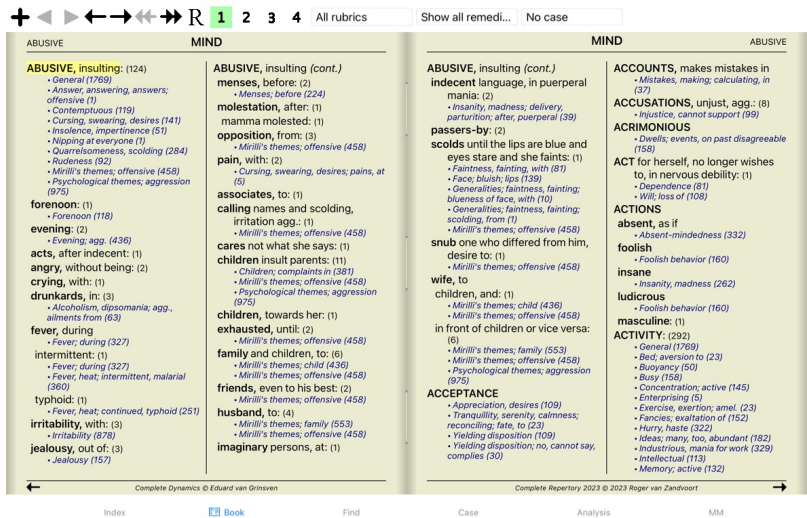 R 1 2 3 4 All rubrics Show all remedi... No case
ABUSIVE MIND
ABUSIVE, insulting: (124)
• General (1769)
• Answer, answering, answers;
offensive (1)
• Contemptuous (119)
• Cursing, swearing, desires (141)
• Insolence, impertinence (51)
• Nipping at everyone (1)
• Quarrelsomeness, scolding (284)
• Rudeness (92)
• Mirilli's themes; offensive (458)
• Psychological themes; aggression
(975)
forenoon: (1)
• Forenoon (118)
evening: (2)
• Evening; agg. (436)
acts, after indecent: (1)
angry, without being: (2)
crying, with: (1)
drunkards, in: (3)
• Alcoholism, dipsomania; agg.,
ailments from (63)
fever, during
• Fever; during (327)
intermittent: (1)
• Fever; during (327)
• Fever, heat; intermittent, malarial
(360)
typhoid: (1)
• Fever, heat; continued, typhoid (251)
irritability, with: (3)
• Irritability (878)
jealousy, out of: (3)
• Jealousy (157)
ABUSIVE, insulting (cont.)
menses, before: (2)
• Menses; before (224)
molestation, after: (1)
mamma molested: (1)
opposition, from: (3)
• Mirilli's themes; offensive (458)
pain, with: (2)
• Cursing, swearing, desires; pains, at
(5)
associates, to: (1)
calling names and scolding,
irritation agg.: (1)
• Mirilli's themes; offensive (458)
cares not what she says: (1)
children insult parents: (11)
• Children; complaints in (381)
• Mirilli's themes; offensive (458)
• Psychological themes; aggression
(975)
children, towards her: (1)
exhausted, until: (2)
• Mirilli's themes; offensive (458)
family and children, to: (6)
• Mirilli's themes; child (436)
• Mirilli's themes; offensive (458)
friends, even to his best: (2)
• Mirilli's themes; offensive (458)
husband, to: (4)
• Mirilli's themes; family (553)
• Mirilli's themes; offensive (458)
imaginary persons, at: (1)
Complete Dynamics © Eduard van Grinsven
MIND ABUSIVE
ABUSIVE, insulting (cont.)
indecent language, in puerperal
mania: (2)
• Insanity, madness; delivery,
parturition; after, puerperal (39)
passers-by: (2)
scolds until the lips are blue and
eyes stare and she faints: (1)
• Faintness, fainting, with (81)
• Face; bluish; lips (139)
• Generalities; faintness, fainting;
blueness of face, with (10)
• Generalities; faintness, fainting;
scolding, from (1)
• Mirilli's themes; offensive (458)
snub one who differed from him,
desire to: (1)
• Mirilli's themes; offensive (458)
wife, to
children, and: (1)
• Mirilli's themes; child (436)
• Mirilli's themes; offensive (458)
in front of children or vice versa:
(6)
• Mirilli's themes; family (553)
• Mirilli's themes; offensive (458)
• Psychological themes; aggression
(975)
ACCEPTANCE
• Appreciation, desires (109)
• Tranquillity, serenity, calmness;
reconciling; fate, to (23)
• Yielding disposition (109)
• Yielding disposition; no, cannot say,
complies (30)
ACCOUNTS, makes mistakes in
• Mistakes, making; calculating, in
(37)
ACCUSATIONS, unjust, agg.: (8)
• Injustice, cannot support (99)
ACRIMONIOUS
• Dwells; events, on past disagreeable
(158)
ACT for herself, no longer wishes
to, in nervous debility: (1)
• Dependence (81)
• Will; loss of (108)
ACTIONS
absent, as if
• Absent-mindedness (332)
foolish
• Foolish behavior (160)
insane
• Insanity, madness (262)
ludicrous
• Foolish behavior (160)
masculine: (1)
ACTIVITY: (292)
• General (1769)
• Bed; aversion to (23)
• Buoyancy (50)
• Busy (158)
• Concentration; active (145)
• Enterprising (5)
• Exercise, exertion; amel. (23)
• Fancies; exaltation of (152)
• Hurry, haste (322)
• Ideas; many, too, abundant (182)
• Industrious, mania for work (329)
• Intellectual (113)
• Memory; active (132)
Complete Repertory 2023 © 2023 Roger van Zandvoort
Index Book Find Case Analysis MM